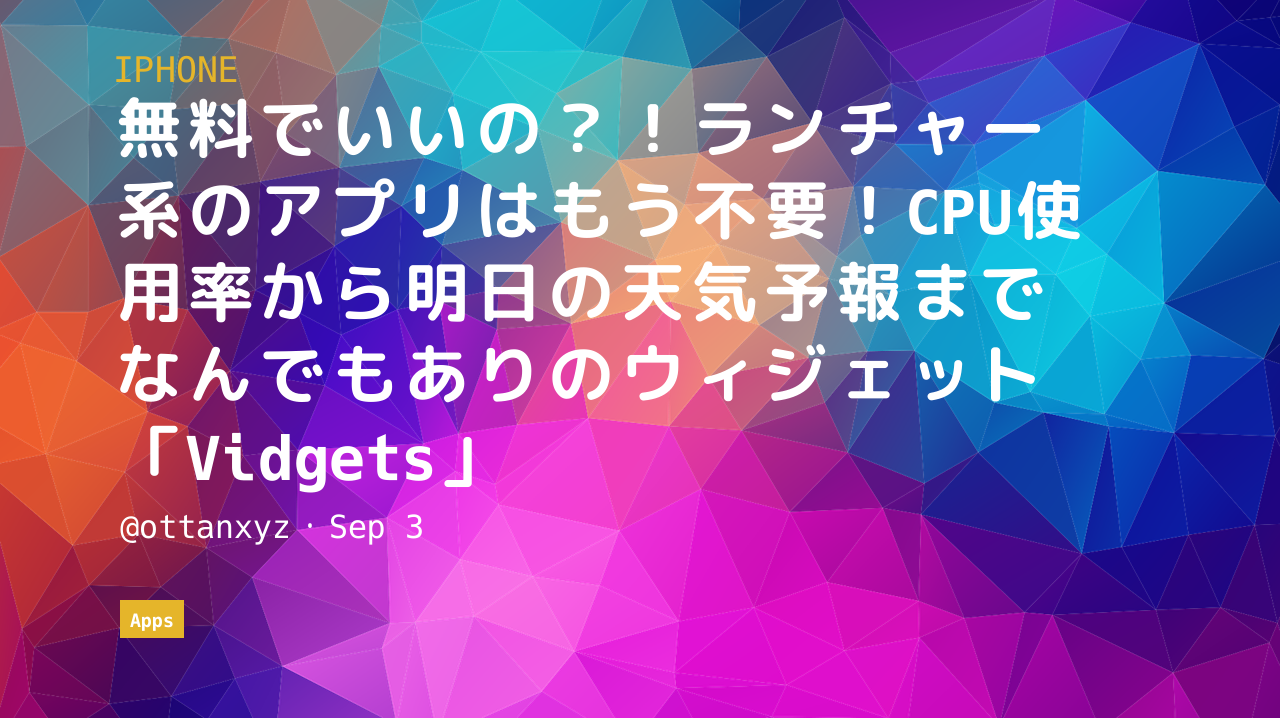 IPHONE
無料でいいの？！ランチャー
系のアプリはもう不要！CPU使
用率から明日の天気予報まで
なんでもありのウィジェット
「Vidgets」
@ottanxyz · Sep 3
Apps